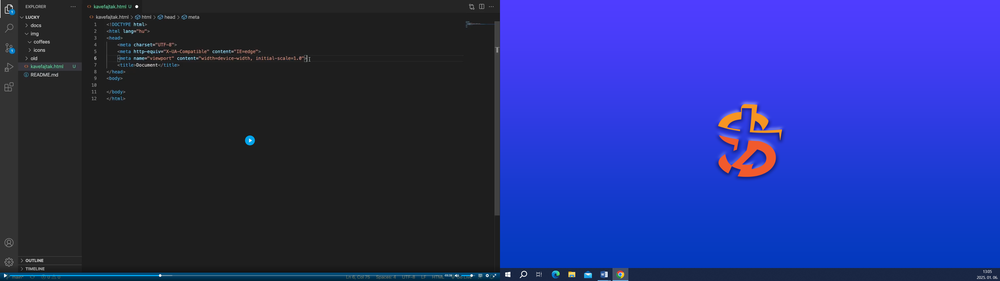 EXPLORER
LUCKY
docs
img
coffees
icons
old
kavefajtak.html U
README.md
OUTLINE
TIMELINE
kavefajtak.html U
kavefajtak.html > html > head > meta
1 <!DOCTYPE html>
2 <html lang="hu">
3 <head>
4 <meta charset="UTF-8">
5 <meta http-equiv="X-UA-Compatible" content="IE=edge">
6 <meta name="viewport" content="width=device-width, initial-scale=1.0">
7 <title>Document</title>
8 </head>
9 <body>
10
11 </body>
12 </html>
1
1
main* 0 0 Ln 6, Col 75 Spaces: 4 UTF-8 LF HTML Go Live
-03:28
W
13:05
2025. 01. 06.